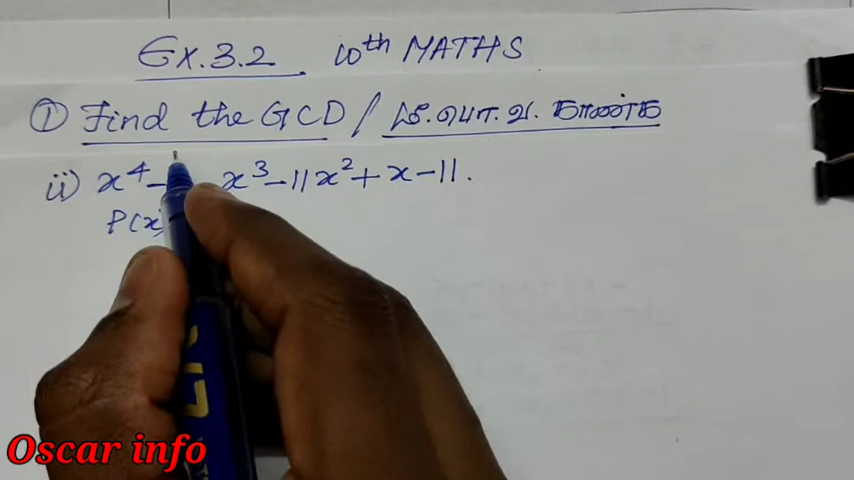 Ex.3.2 10th MATHS
① Find the GCD / மீ.பொ.வ. காண்க
ii) x⁴ - x³ - 11x² + x - 11.
P(x)
Oscar info